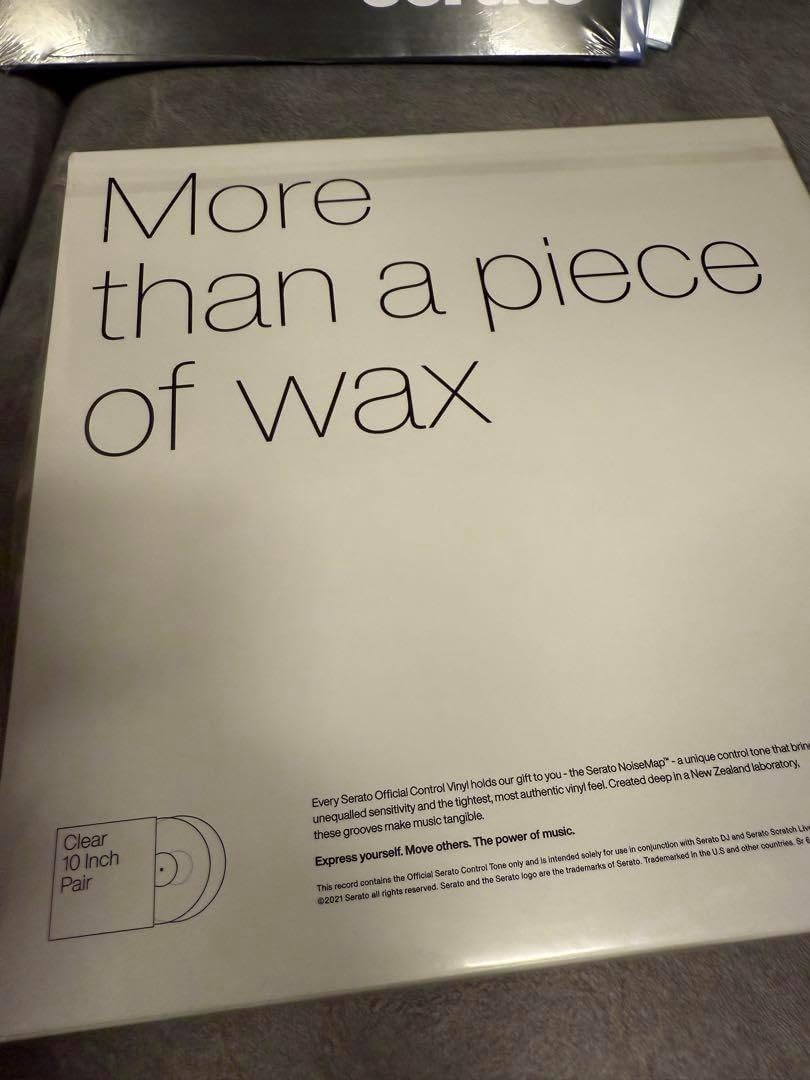 Serato
More
than a piece
of wax
Every Serato Official Control Vinyl holds our gift to you - the Serato NoiseMap™ - a unique control tone that
unequalled sensitivity and the tightest, most authentic vinyl feel. Created deep in a New Zealand laboratory,
these grooves make music tangible.
Express yourself. Move others. The power of music.
This record contains the Official Serato Control Tone only and is intended solely for use in conjunction with Serato DJ and Serato Scratch
©2021 Serato all rights reserved. Serato and the Serato logo are the trademarks of Serato. Trademarked in the U.S and other countries.
Clear
10 Inch
Pair